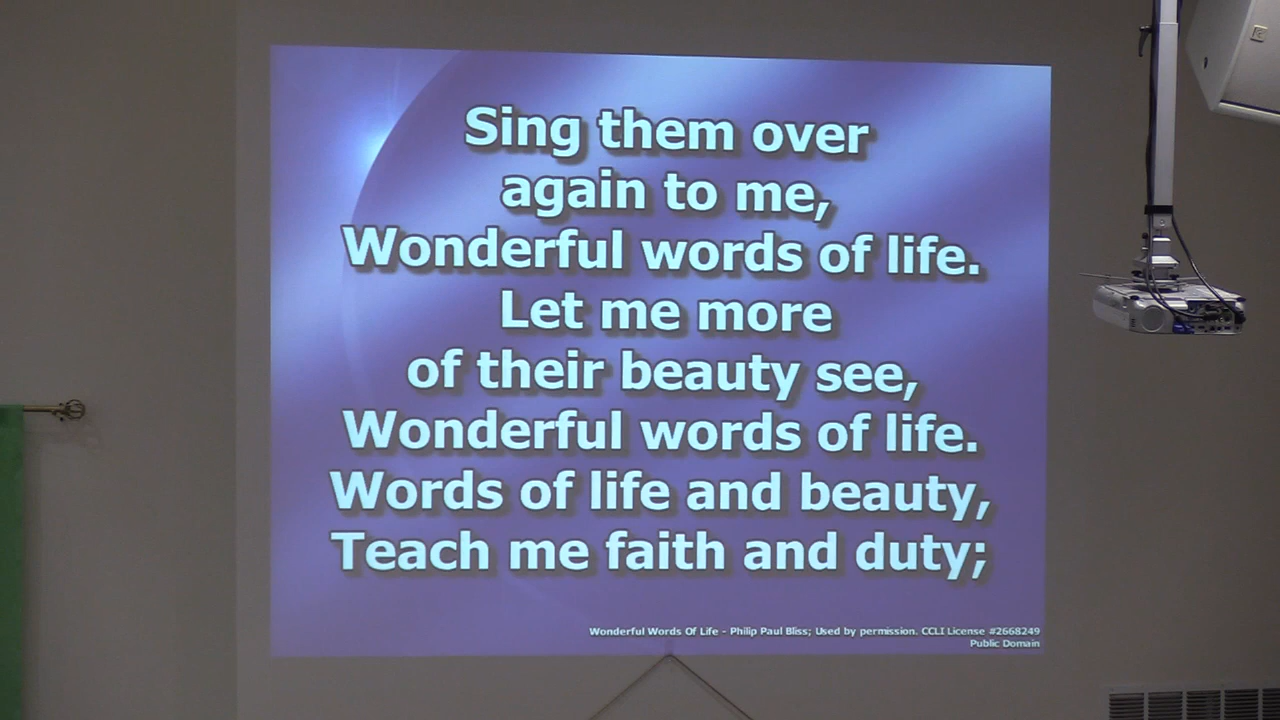 Sing them over
again to me,
Wonderful words of life.
Let me more
of their beauty see,
Wonderful words of life.
Words of life and beauty,
Teach me faith and duty;
Wonderful Words Of Life - Philip Paul Bliss; Used by permission. CCLI License #2668249
Public Domain